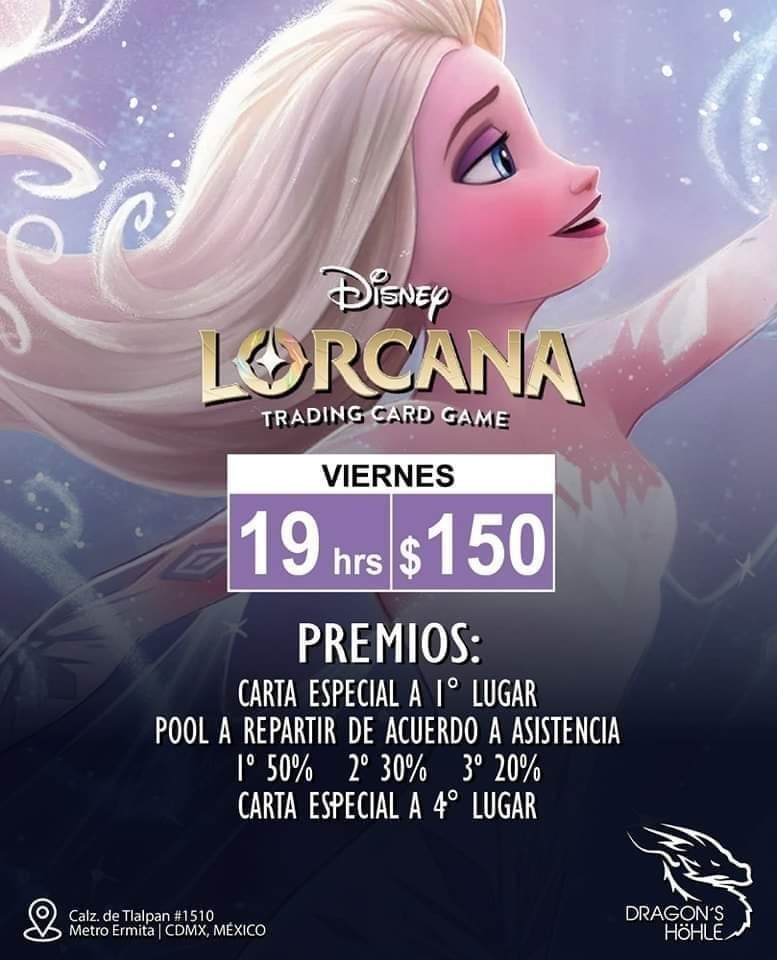 Disney
LORCANA
TRADING CARD GAME
VIERNES
19 hrs $150
PREMIOS:
CARTA ESPECIAL A 1° LUGAR
POOL A REPARTIR DE ACUERDO A ASISTENCIA
1° 50% 2° 30% 3° 20%
CARTA ESPECIAL A 4° LUGAR
Calz. de Tlalpan #1510
Metro Ermita | CDMX, MÉXICO
DRAGON'S
HÖHLE